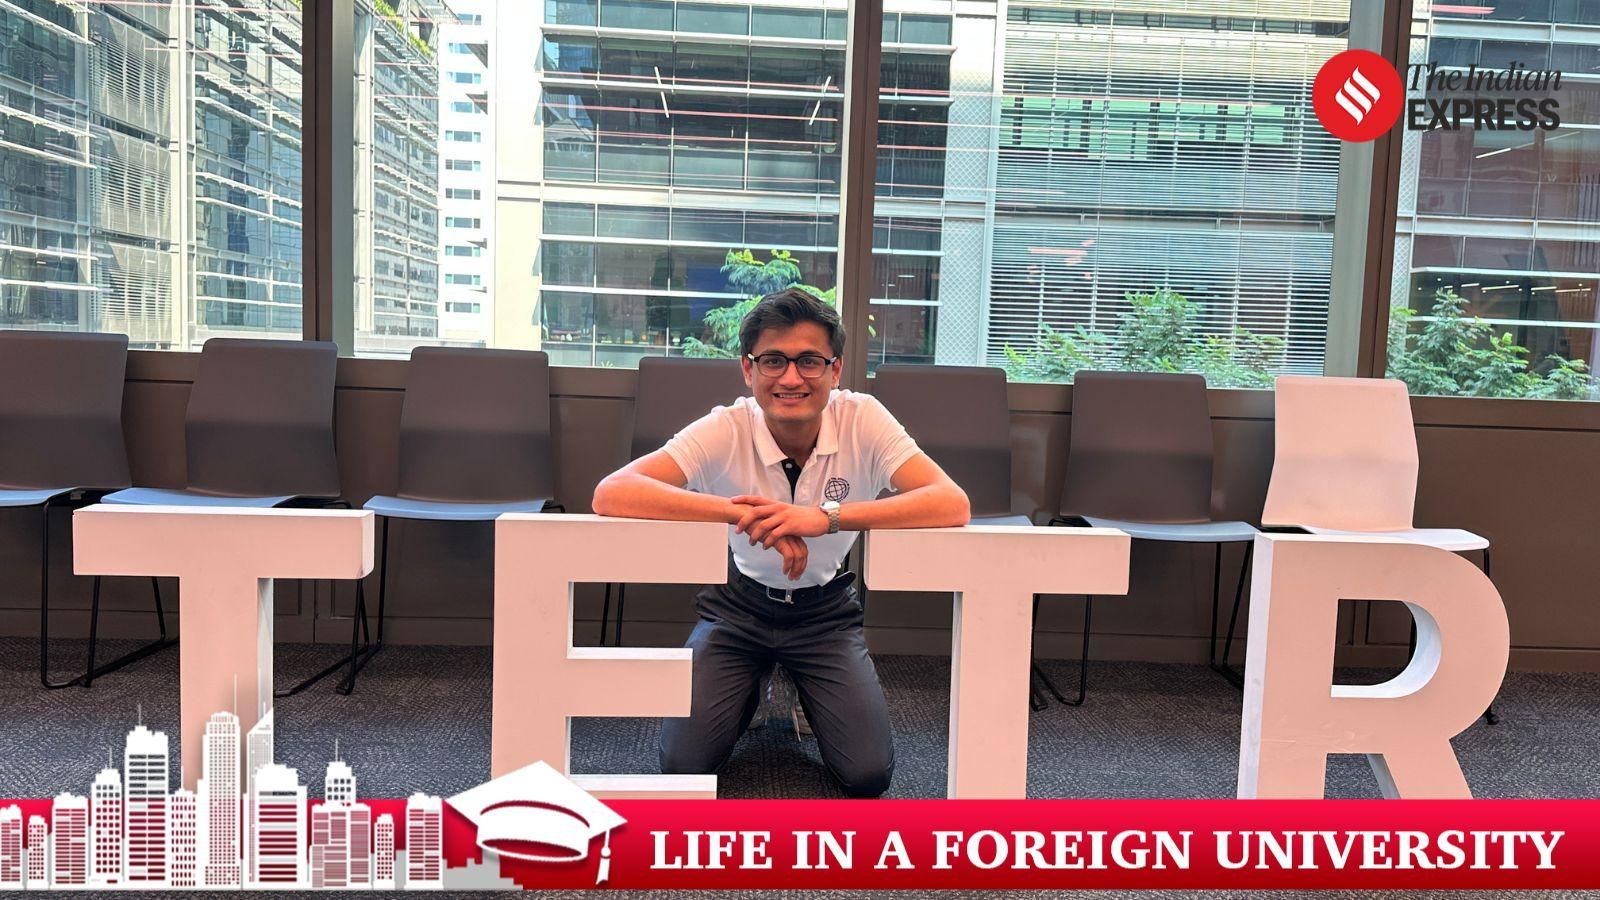 The Indian
EXPRESS
TETR
LIFE IN A FOREIGN UNIVERSITY